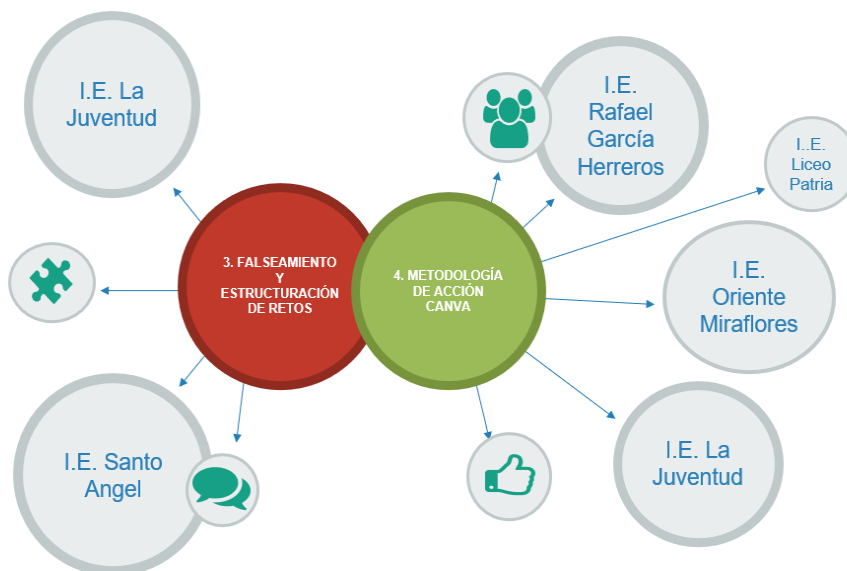 I.E. La
Juventud
I.E.
Rafael
García
Herreros
I..E.
Liceo
Patria
3. FALSEAMIENTO
Y
ESTRUCTURACIÓN
DE RETOS
4. METODOLOGÍA
DE ACCIÓN
CANVA
I.E.
Oriente
Miraflores
I.E. Santo
Angel
I.E. La
Juventud